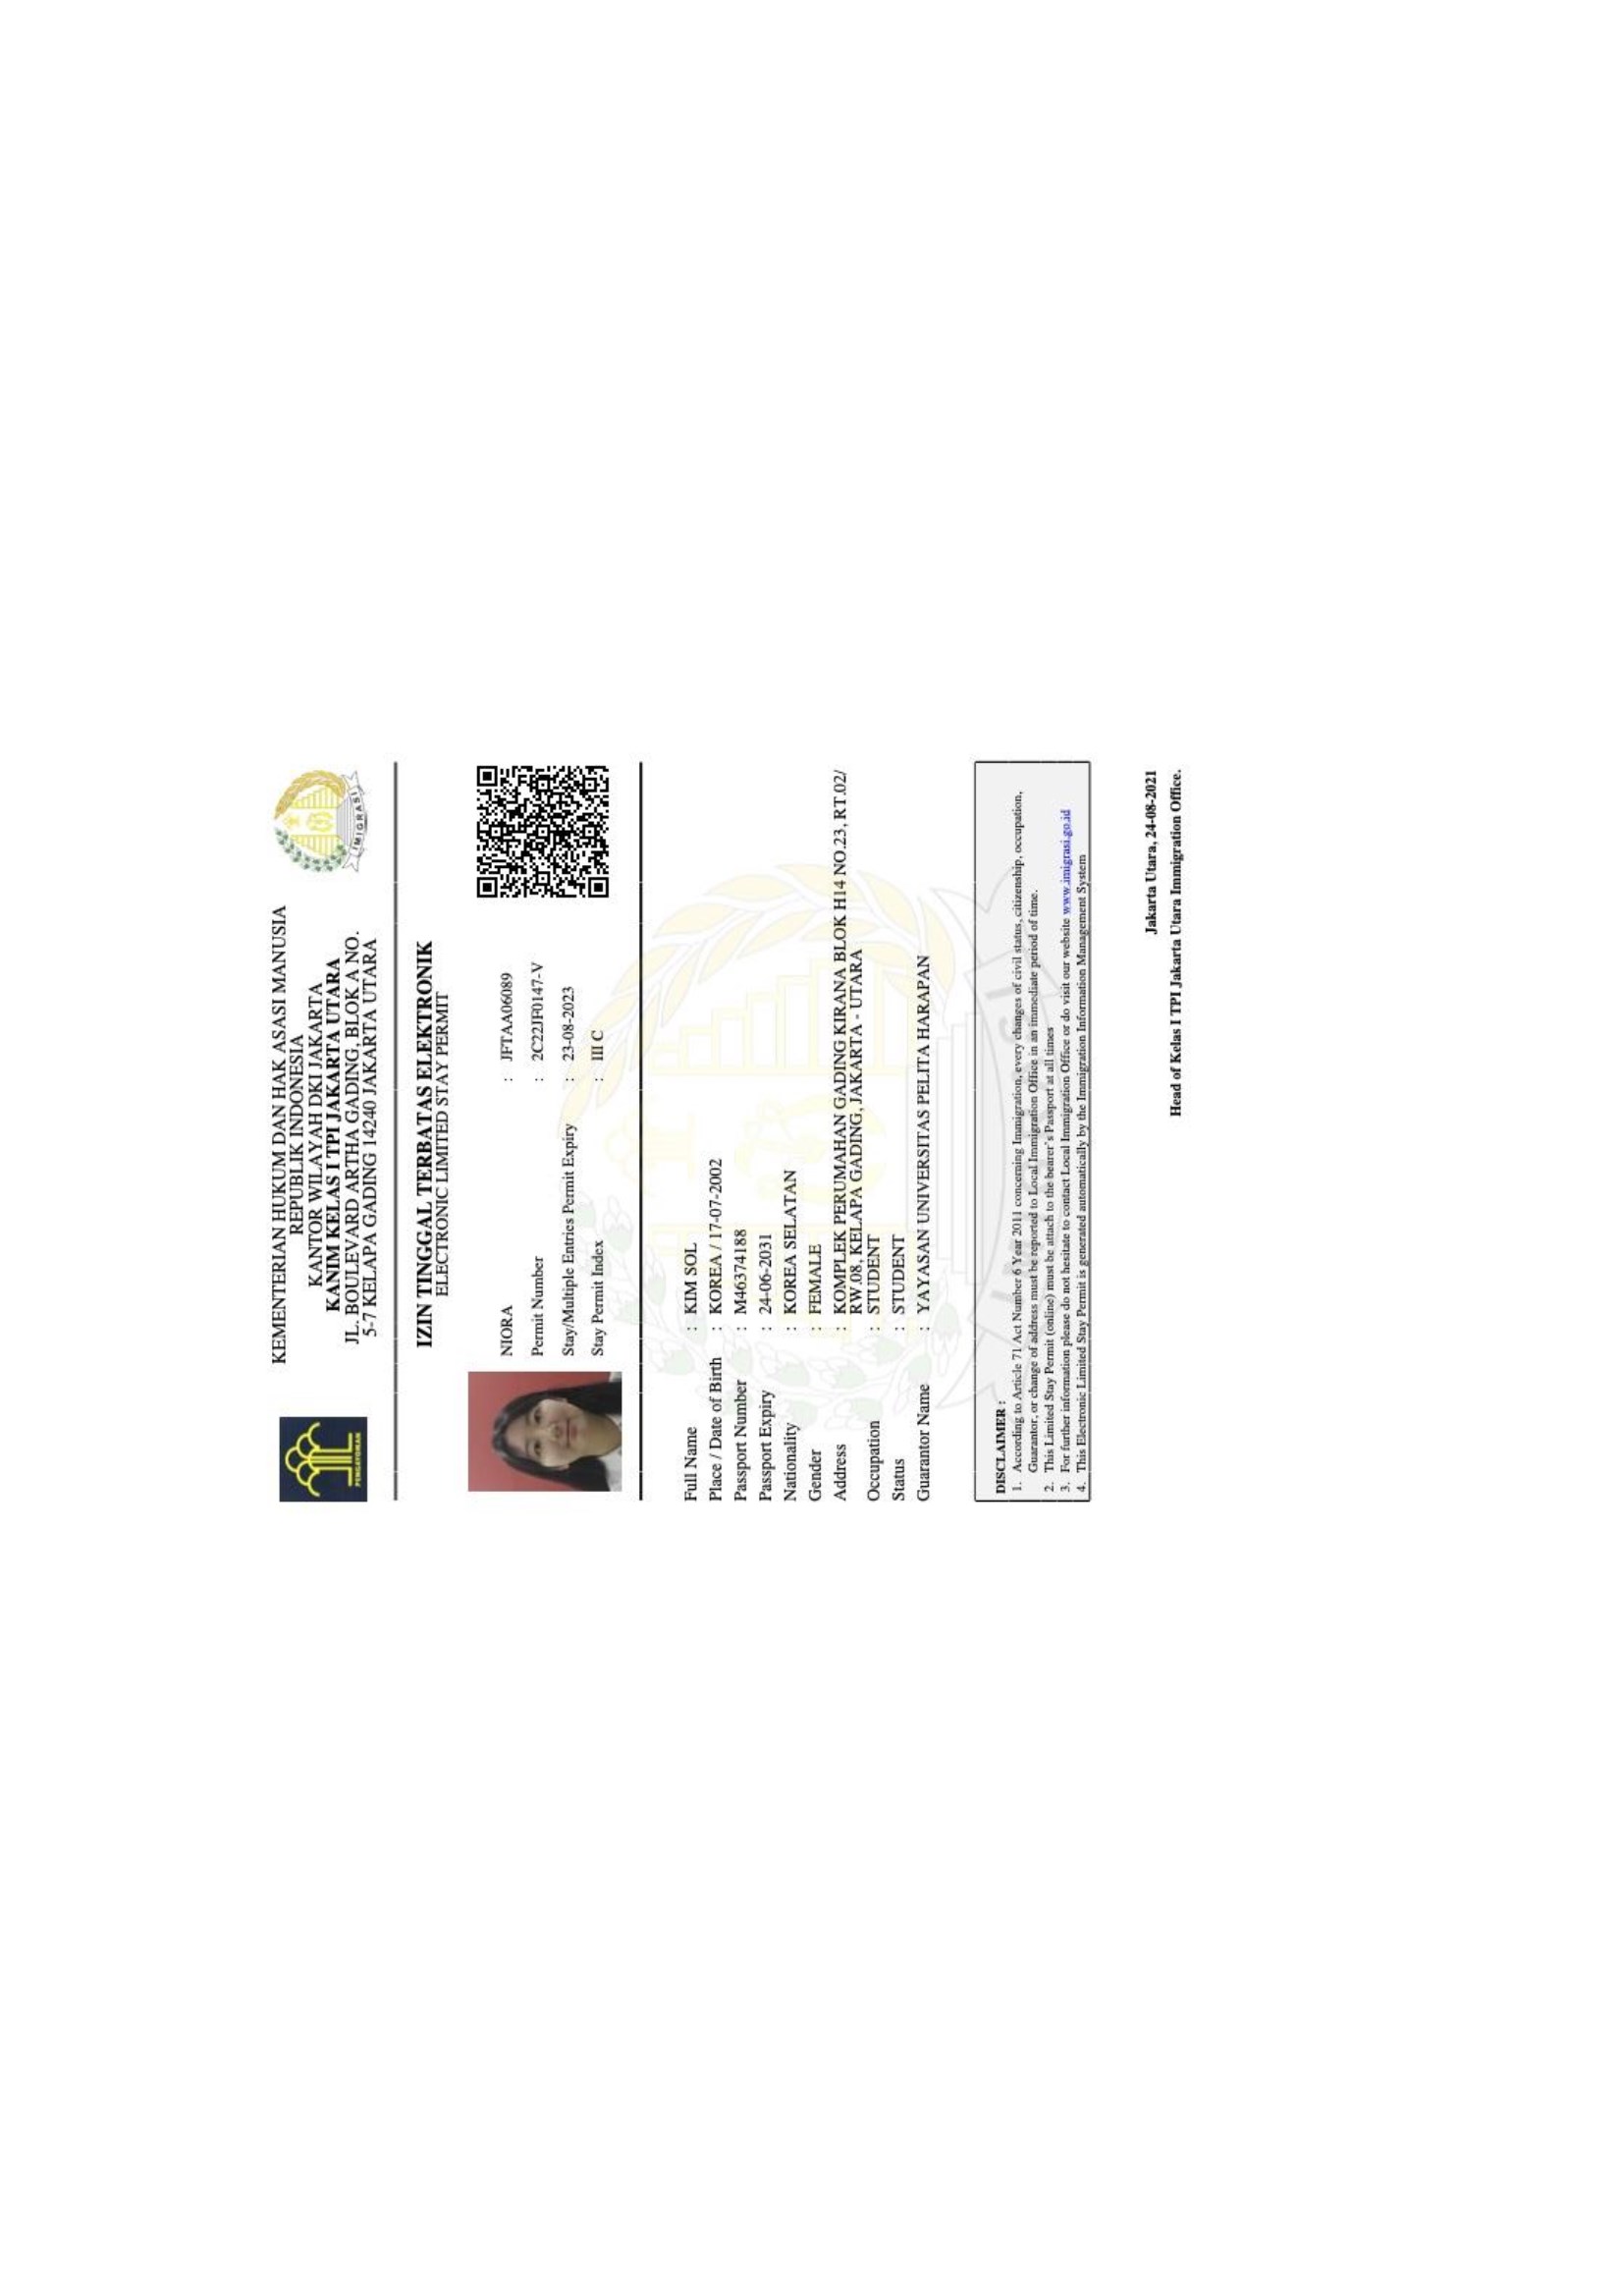 KEMENTERIAN HUKUM DAN HAK ASASI MANUSIA
REPUBLIK INDONESIA
KANTOR WILAYAH DKI JAKARTA
KANIM KELAS I TPI JAKARTA UTARA
JL. BOULEVARD ARTHA GADING, BLOK A NO.
5-7 KELAPA GADING 14240 JAKARTA UTARA
PENGAYOMAN
IMIGRASI
IZIN TINGGAL TERBATAS ELEKTRONIK
ELECTRONIC LIMITED STAY PERMIT
NIORA : JFTAA06089
Permit Number : 2C22JF0147-V
Stay/Multiple Entries Permit Expiry : 23-08-2023
Stay Permit Index : III C
Full Name : KIM SOL
Place / Date of Birth : KOREA / 17-07-2002
Passport Number : M46374188
Passport Expiry : 24-06-2031
Nationality : KOREA SELATAN
Gender : FEMALE
Address : KOMPLEK PERUMAHAN GADING KIRANA BLOK H14 NO.23, RT.02/
RW.08, KELAPA GADING, JAKARTA - UTARA
Occupation : STUDENT
Status : STUDENT
Guarantor Name : YAYASAN UNIVERSITAS PELITA HARAPAN
DISCLAIMER :
1. According to Article 71 Act Number 6 Year 2011 concerning Immigration, every changes of civil status, citizenship, occupation,
Guarantor, or change of address must be reported to Local Immigration Office in an immediate period of time.
2. This Limited Stay Permit (online) must be attach to the bearer's Passport at all times
3. For further information please do not hesitate to contact Local Immigration Office or do visit our website www.imigrasi.go.id
4. This Electronic Limited Stay Permit is generated automatically by the Immigration Information Management System
Jakarta Utara, 24-08-2021
Head of Kelas I TPI Jakarta Utara Immigration Office.